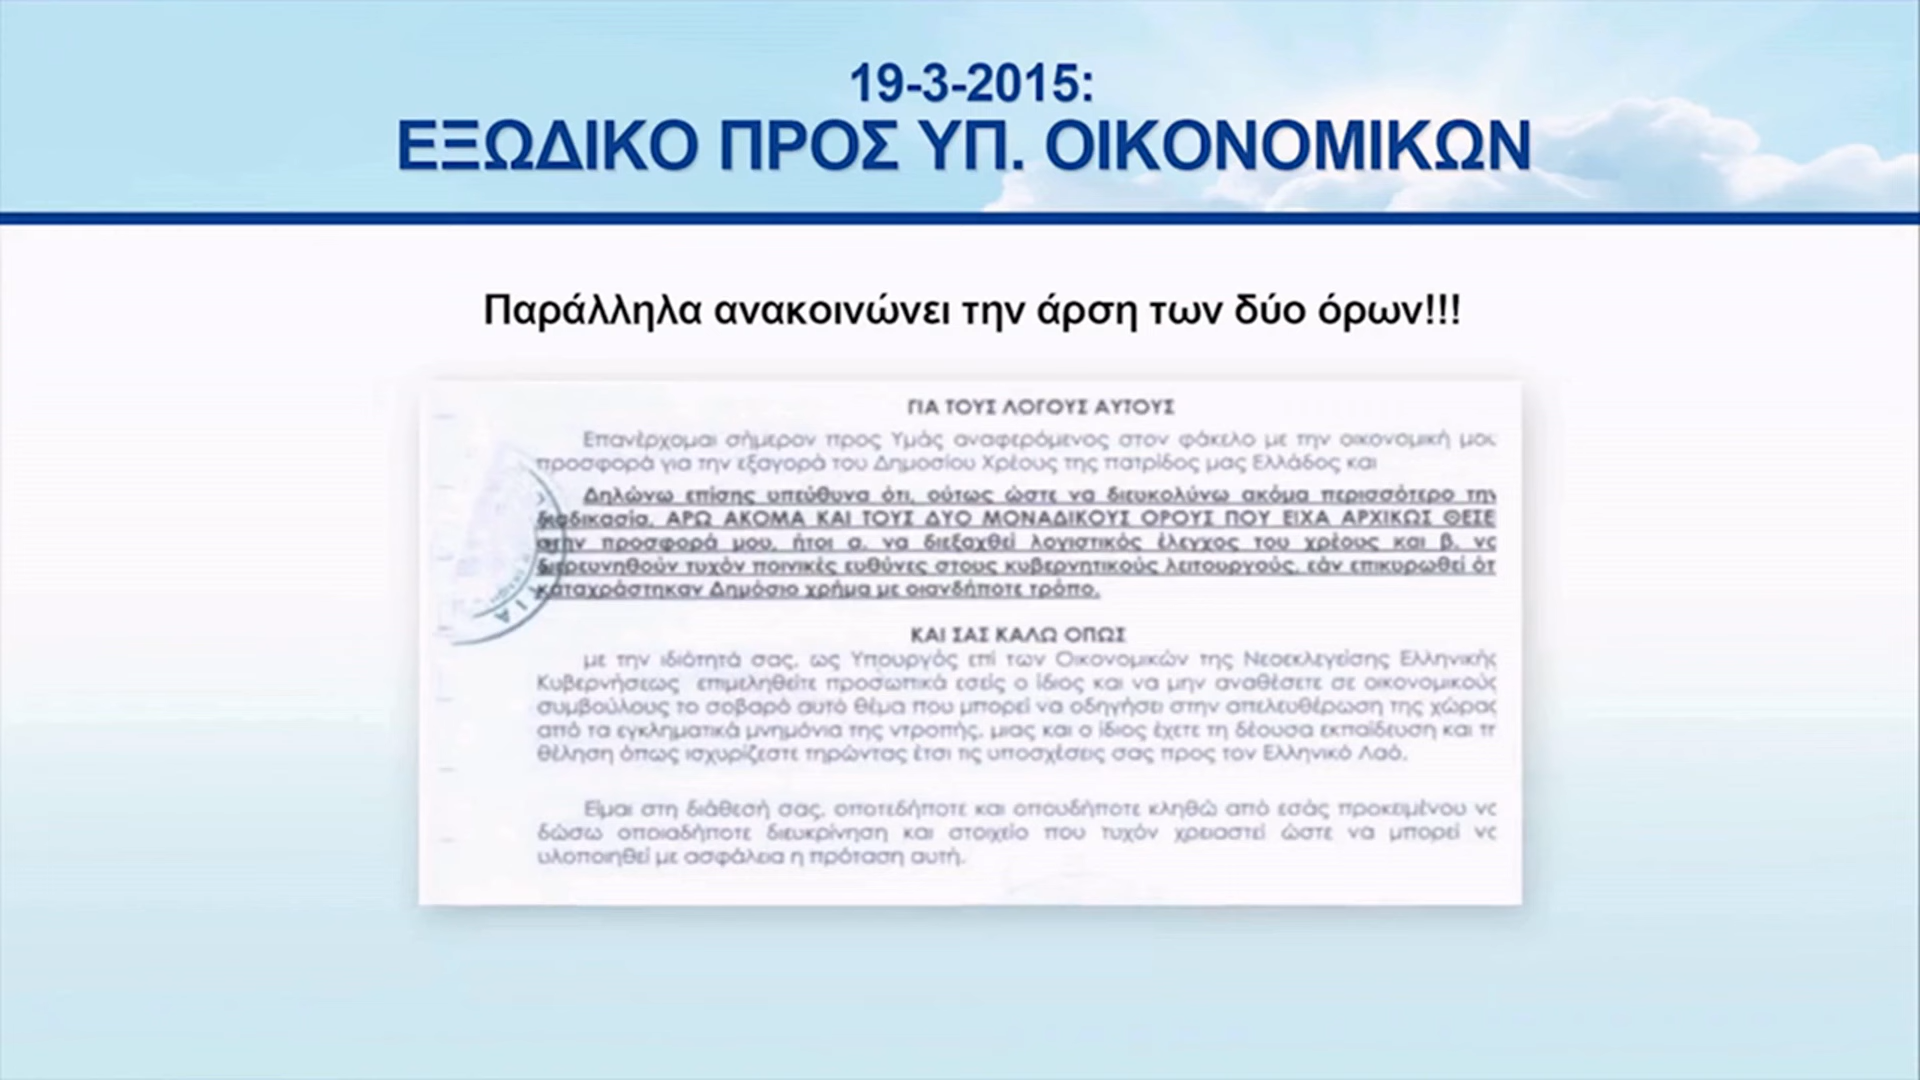 19-3-2015:
ΕΞΩΔΙΚΟ ΠΡΟΣ ΥΠ. ΟΙΚΟΝΟΜΙΚΩΝ
Παράλληλα ανακοινώνει την άρση των δύο όρων!!!
ΓΙΑ ΤΟΥΣ ΛΟΓΟΥΣ ΑΥΤΟΥΣ
Επανέρχομαι σήμερον προς Υμάς αναφερόμενος στον φάκελο με την οικονομική μου
προσφορά για την εξαγορά του Δημοσίου Χρέους της πατρίδος μας Ελλάδος και
Δηλώνω επίσης υπεύθυνα ότι, ούτως ώστε να διευκολύνω ακόμα περισσότερο την
διαδικασία, ΑΡΩ ΑΚΟΜΑ ΚΑΙ ΤΟΥΣ ΔΥΟ ΜΟΝΑΔΙΚΟΥΣ ΟΡΟΥΣ ΠΟΥ ΕΙΧΑ ΑΡΧΙΚΩΣ ΘΕΣΕ
στην προσφορά μου, ήτοι α. να διεξαχθεί λογιστικός έλεγχος του χρέους και β. να
διερευνηθούν τυχόν ποινικές ευθύνες στους κυβερνητικούς λειτουργούς, εάν επικυρωθεί ότ
καταχράστηκαν Δημόσιο χρήμα με οιανδήποτε τρόπο.
ΚΑΙ ΣΑΣ ΚΑΛΩ ΟΠΩΣ
με την ιδιότητά σας, ως Υπουργός επί των Οικονομικών της Νεοεκλεγείσης Ελληνικής
Κυβερνήσεως επιμεληθείτε προσωπικά εσείς ο ίδιος και να μην αναθέσετε σε οικονομικούς
συμβούλους το σοβαρό αυτό θέμα που μπορεί να οδηγήσει στην απελευθέρωση της χώρας
από τα εγκληματικά μνημόνια της ντροπής, μιας και ο ίδιος έχετε τη δέουσα εκπαίδευση και τη
θέληση όπως ισχυρίζεστε τηρώντας έτσι τις υποσχέσεις σας προς τον Ελληνικό Λαό.
Είμαι στη διάθεσή σας, οποτεδήποτε και οπουδήποτε κληθώ από εσάς προκειμένου να
δώσω οποιαδήποτε διευκρίνηση και στοιχείο που τυχόν χρειαστεί ώστε να μπορεί να
υλοποιηθεί με ασφάλεια η πρόταση αυτή.